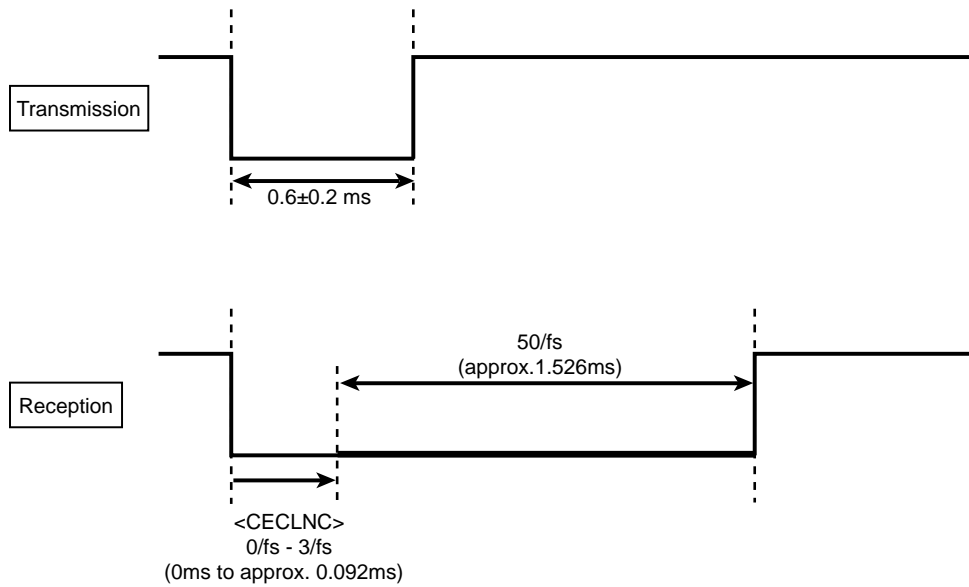 Transmission
0.6±0.2 ms
50/fs
(approx.1.526ms)
Reception
<CECLNC>
0/fs - 3/fs
(0ms to approx. 0.092ms)